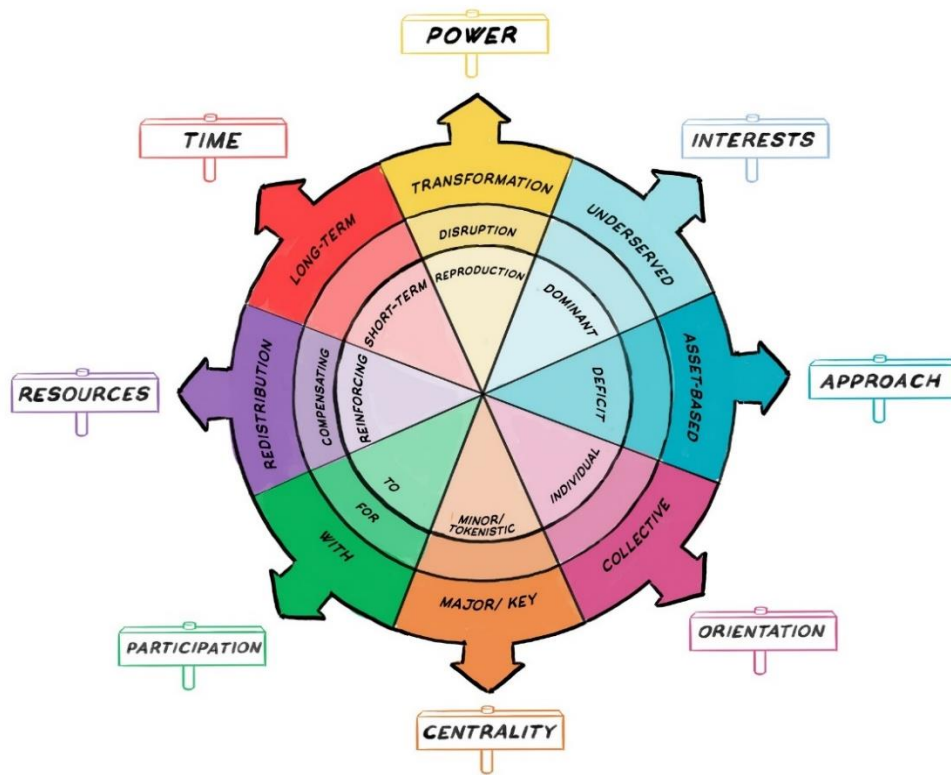 POWER
TIME
INTERESTS
TRANSFORMATION
DISRUPTION
REPRODUCTION
LONG-TERM
SHORT-TERM
UNDERSERVED
DOMINANT
RESOURCES
REDISTRIBUTION
COMPENSATING
REINFORCING
DEFICIT
ASSET-BASED
APPROACH
TO
FOR
WITH
MINOR/
TOKENISTIC
MAJOR/ KEY
INDIVIDUAL
COLLECTIVE
PARTICIPATION
ORIENTATION
CENTRALITY